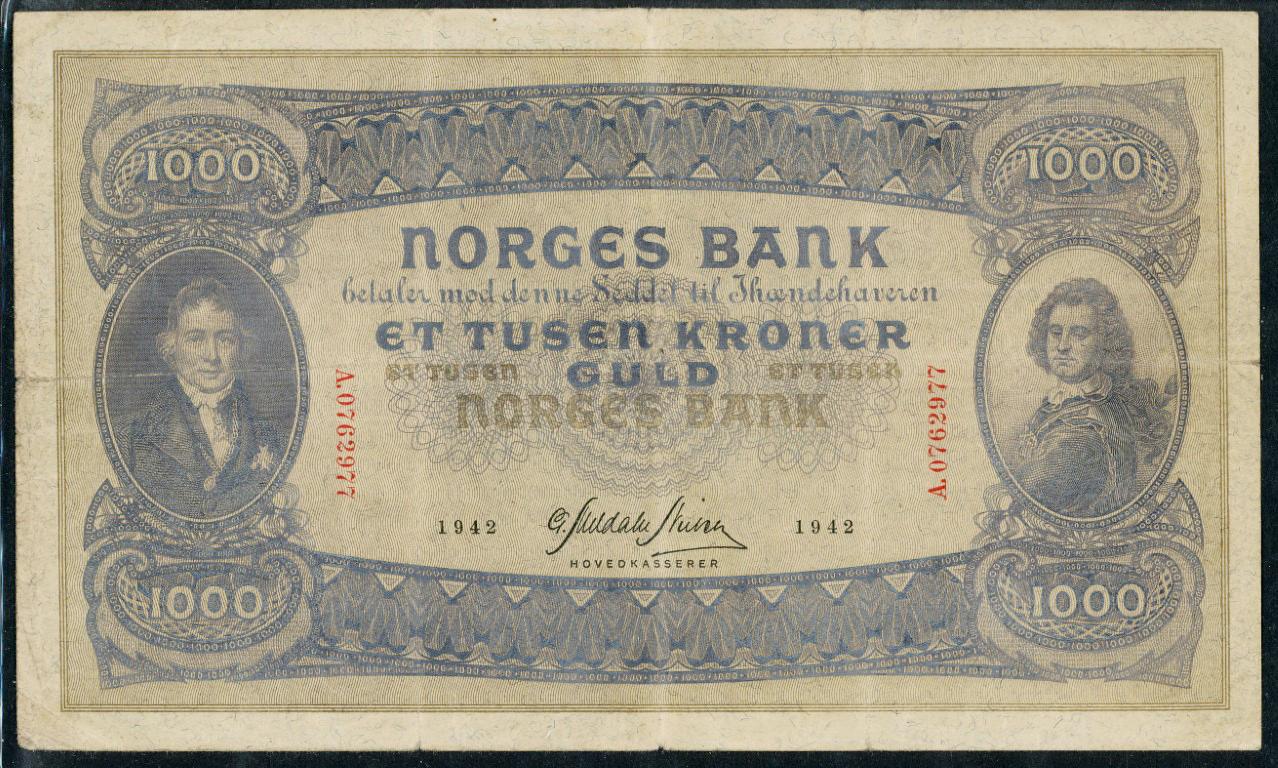 1000 1000
NORGES BANK
betaler mod denne Seddel til Ihændehaveren
ET TUSEN KRONER
ET TUSEN GULD ET TUSEN
NORGES BANK
A.0762977
A.0762977
1942 1942
HOVEDKASSERER
1000 1000